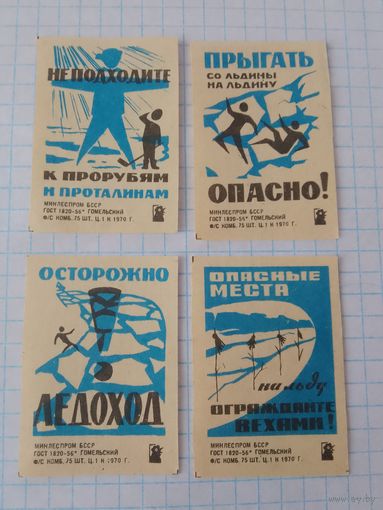 НЕ ПОДХОДИТЕ
К ПРОРУБЯМ
И ПРОТАЛИНАМ
МИНЛЕСПРОМ БССР
ГОСТ 1820-56* ГОМЕЛЬСКИЙ
Ф/С КОМБ. 75 ШТ. Ц. 1 К 1970 Г.
ПРЫГАТЬ
СО ЛЬДИНЫ
НА ЛЬДИНУ
ОПАСНО!
МИНЛЕСПРОМ БССР
ГОСТ 1820-56* ГОМЕЛЬСКИЙ
Ф/С КОМБ. 75 ШТ. Ц. 1 К 1970 Г.
ОСТОРОЖНО
ЛЕДОХОД
МИНЛЕСПРОМ БССР
ГОСТ 1820-56* ГОМЕЛЬСКИЙ
Ф/С КОМБ. 75 ШТ. Ц. 1 К 1970 Г.
ОПАСНЫЕ
МЕСТА
на льду
ОГРАЖДАЙТЕ
ВЕХАМИ!
МИНЛЕСПРОМ БССР
ГОСТ 1820-56* ГОМЕЛЬСКИЙ
Ф/С КОМБ. 75 ШТ. Ц. 1 К 1970 Г.